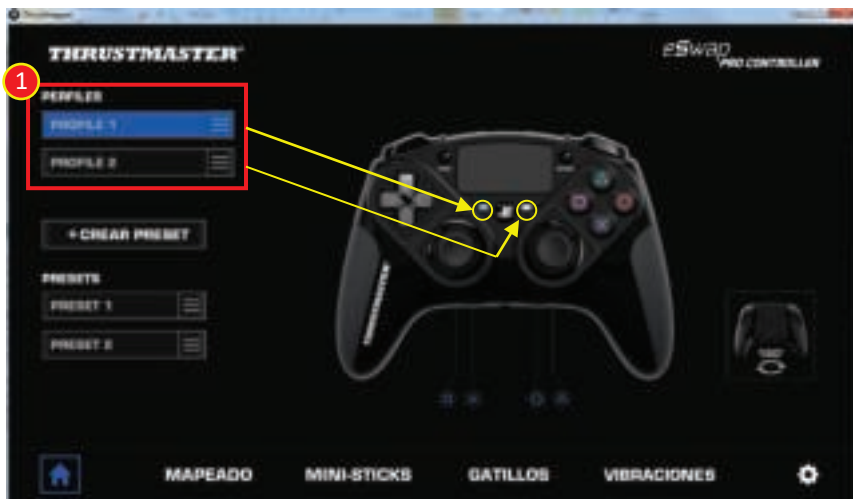 THRUSTMASTER
eSwap
PRO CONTROLLER
1
PERFILES
PROFILE 1
PROFILE 2
+ CREAR PRESET
PRESETS
PRESET 1
PRESET 2
THRUSTMASTER
MAPEADO
MINI-STICKS
GATILLOS
VIBRACIONES